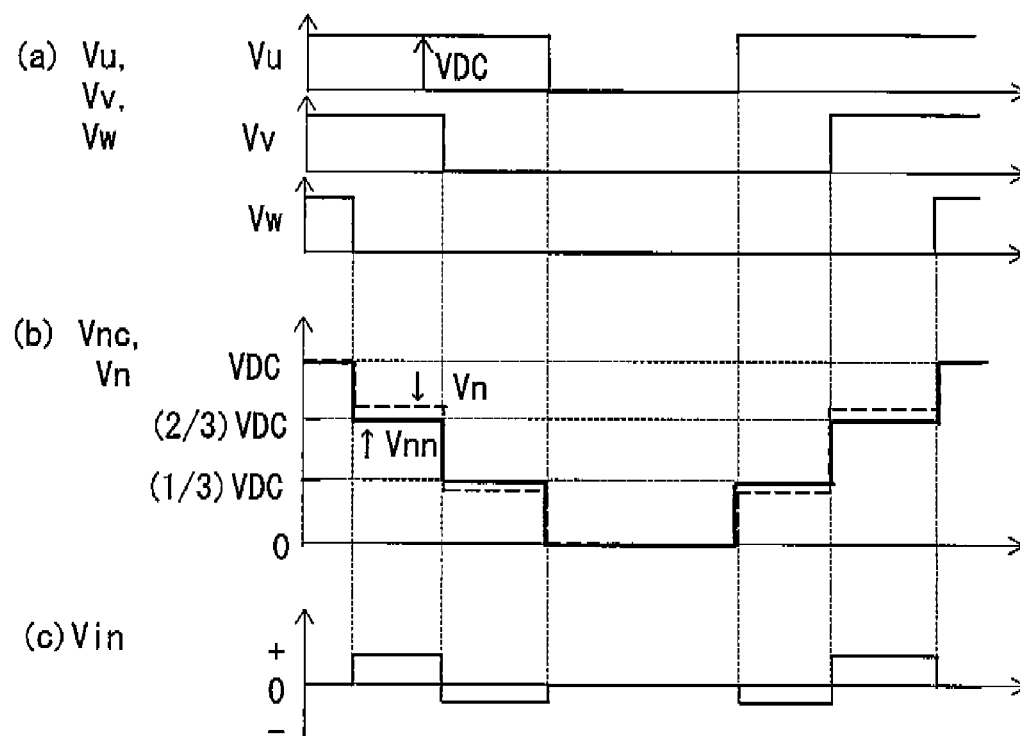 (a) Vu,
Vv,
Vw
Vu
VDC
Vv
Vw
(b) Vnc,
Vn
VDC
Vn
(2/3)VDC
Vnn
(1/3)VDC
0
(c)Vin
+
0
-